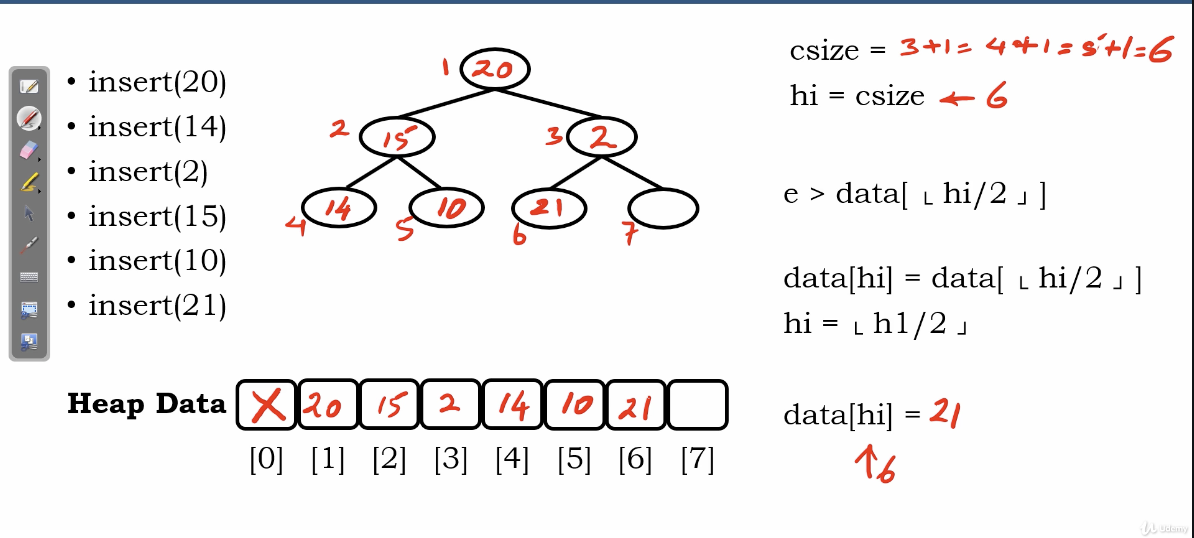 csize = 3+1= 4+1=5+1=6
hi = csize ← 6
• insert(20)
• insert(14)
• insert(2)
• insert(15)
• insert(10)
• insert(21)
1 20
2 15 3 2
4 14 5 10 6 21 7
e > data[ ⌞ hi/2 ⌟ ]
data[hi] = data[ ⌞ hi/2 ⌟ ]
hi = ⌞ h1/2 ⌟
Heap Data X 20 15 2 14 10 21
[0] [1] [2] [3] [4] [5] [6] [7]
data[hi] = 21
↑6
Udemy